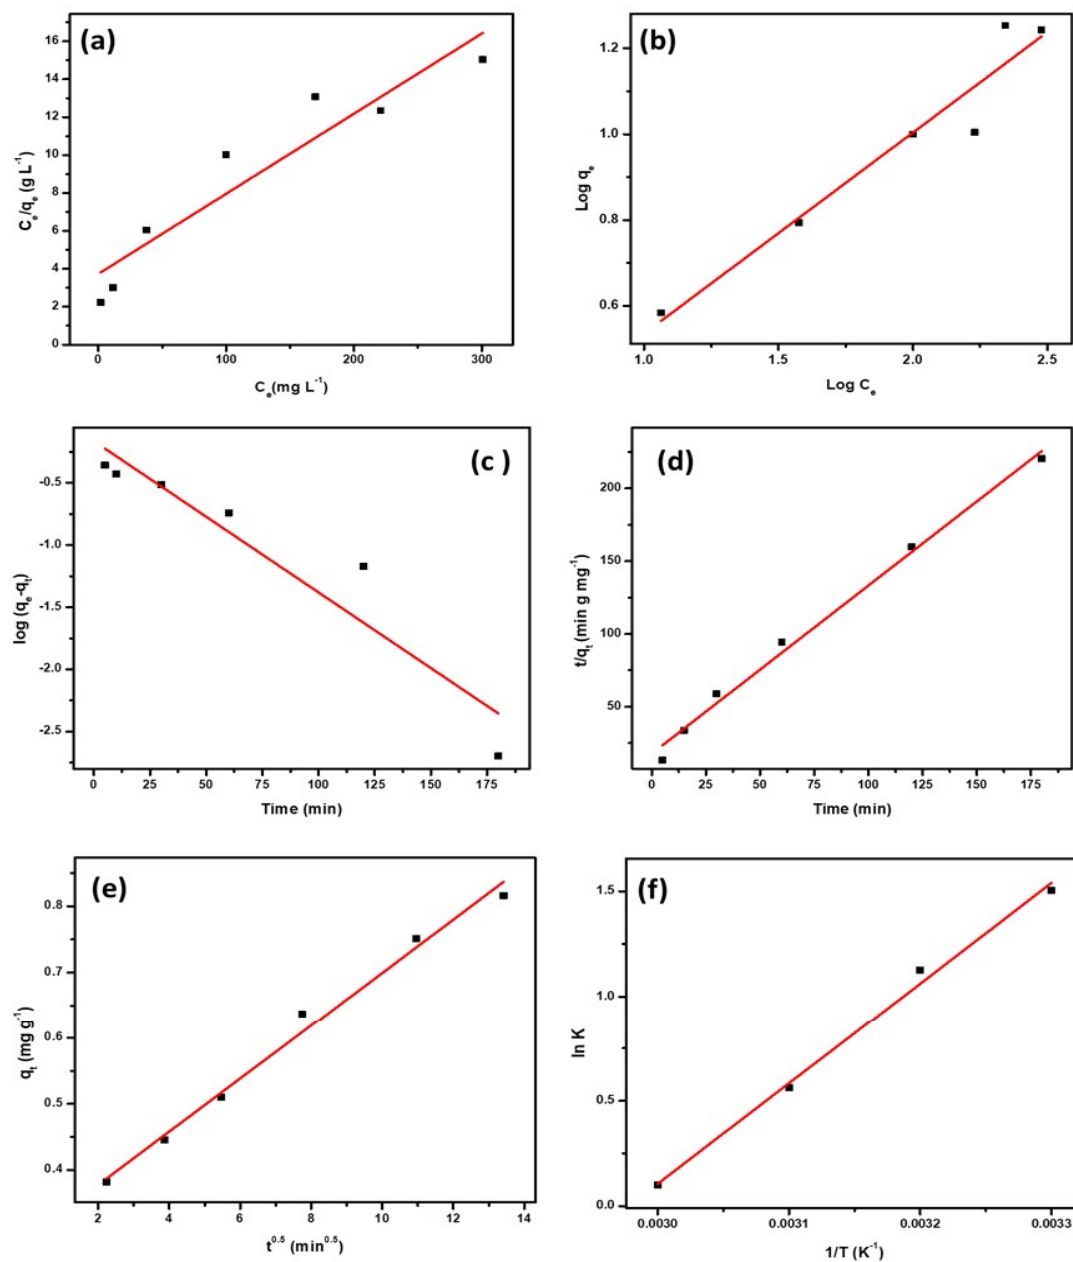 (a)
16
14
12
10
8
6
4
2
0
Cₑ/qₑ (g L⁻¹)
0 100 200 300
Cₑ(mg L⁻¹)
(b)
1.2
1.0
0.8
0.6
Log qₑ
1.0 1.5 2.0 2.5
Log Cₑ
(c )
-0.5
-1.0
-1.5
-2.0
-2.5
log (qₑ-qₜ)
0 25 50 75 100 125 150 175
Time (min)
(d)
200
150
100
50
t/qₜ (min g mg⁻¹)
0 25 50 75 100 125 150 175
Time (min)
(e)
0.8
0.7
0.6
0.5
0.4
qₜ (mg g⁻¹)
2 4 6 8 10 12 14
t⁰·⁵ (min⁰·⁵)
(f)
1.5
1.0
0.5
0.0
ln K
0.0030 0.0031 0.0032 0.0033
1/T (K⁻¹)